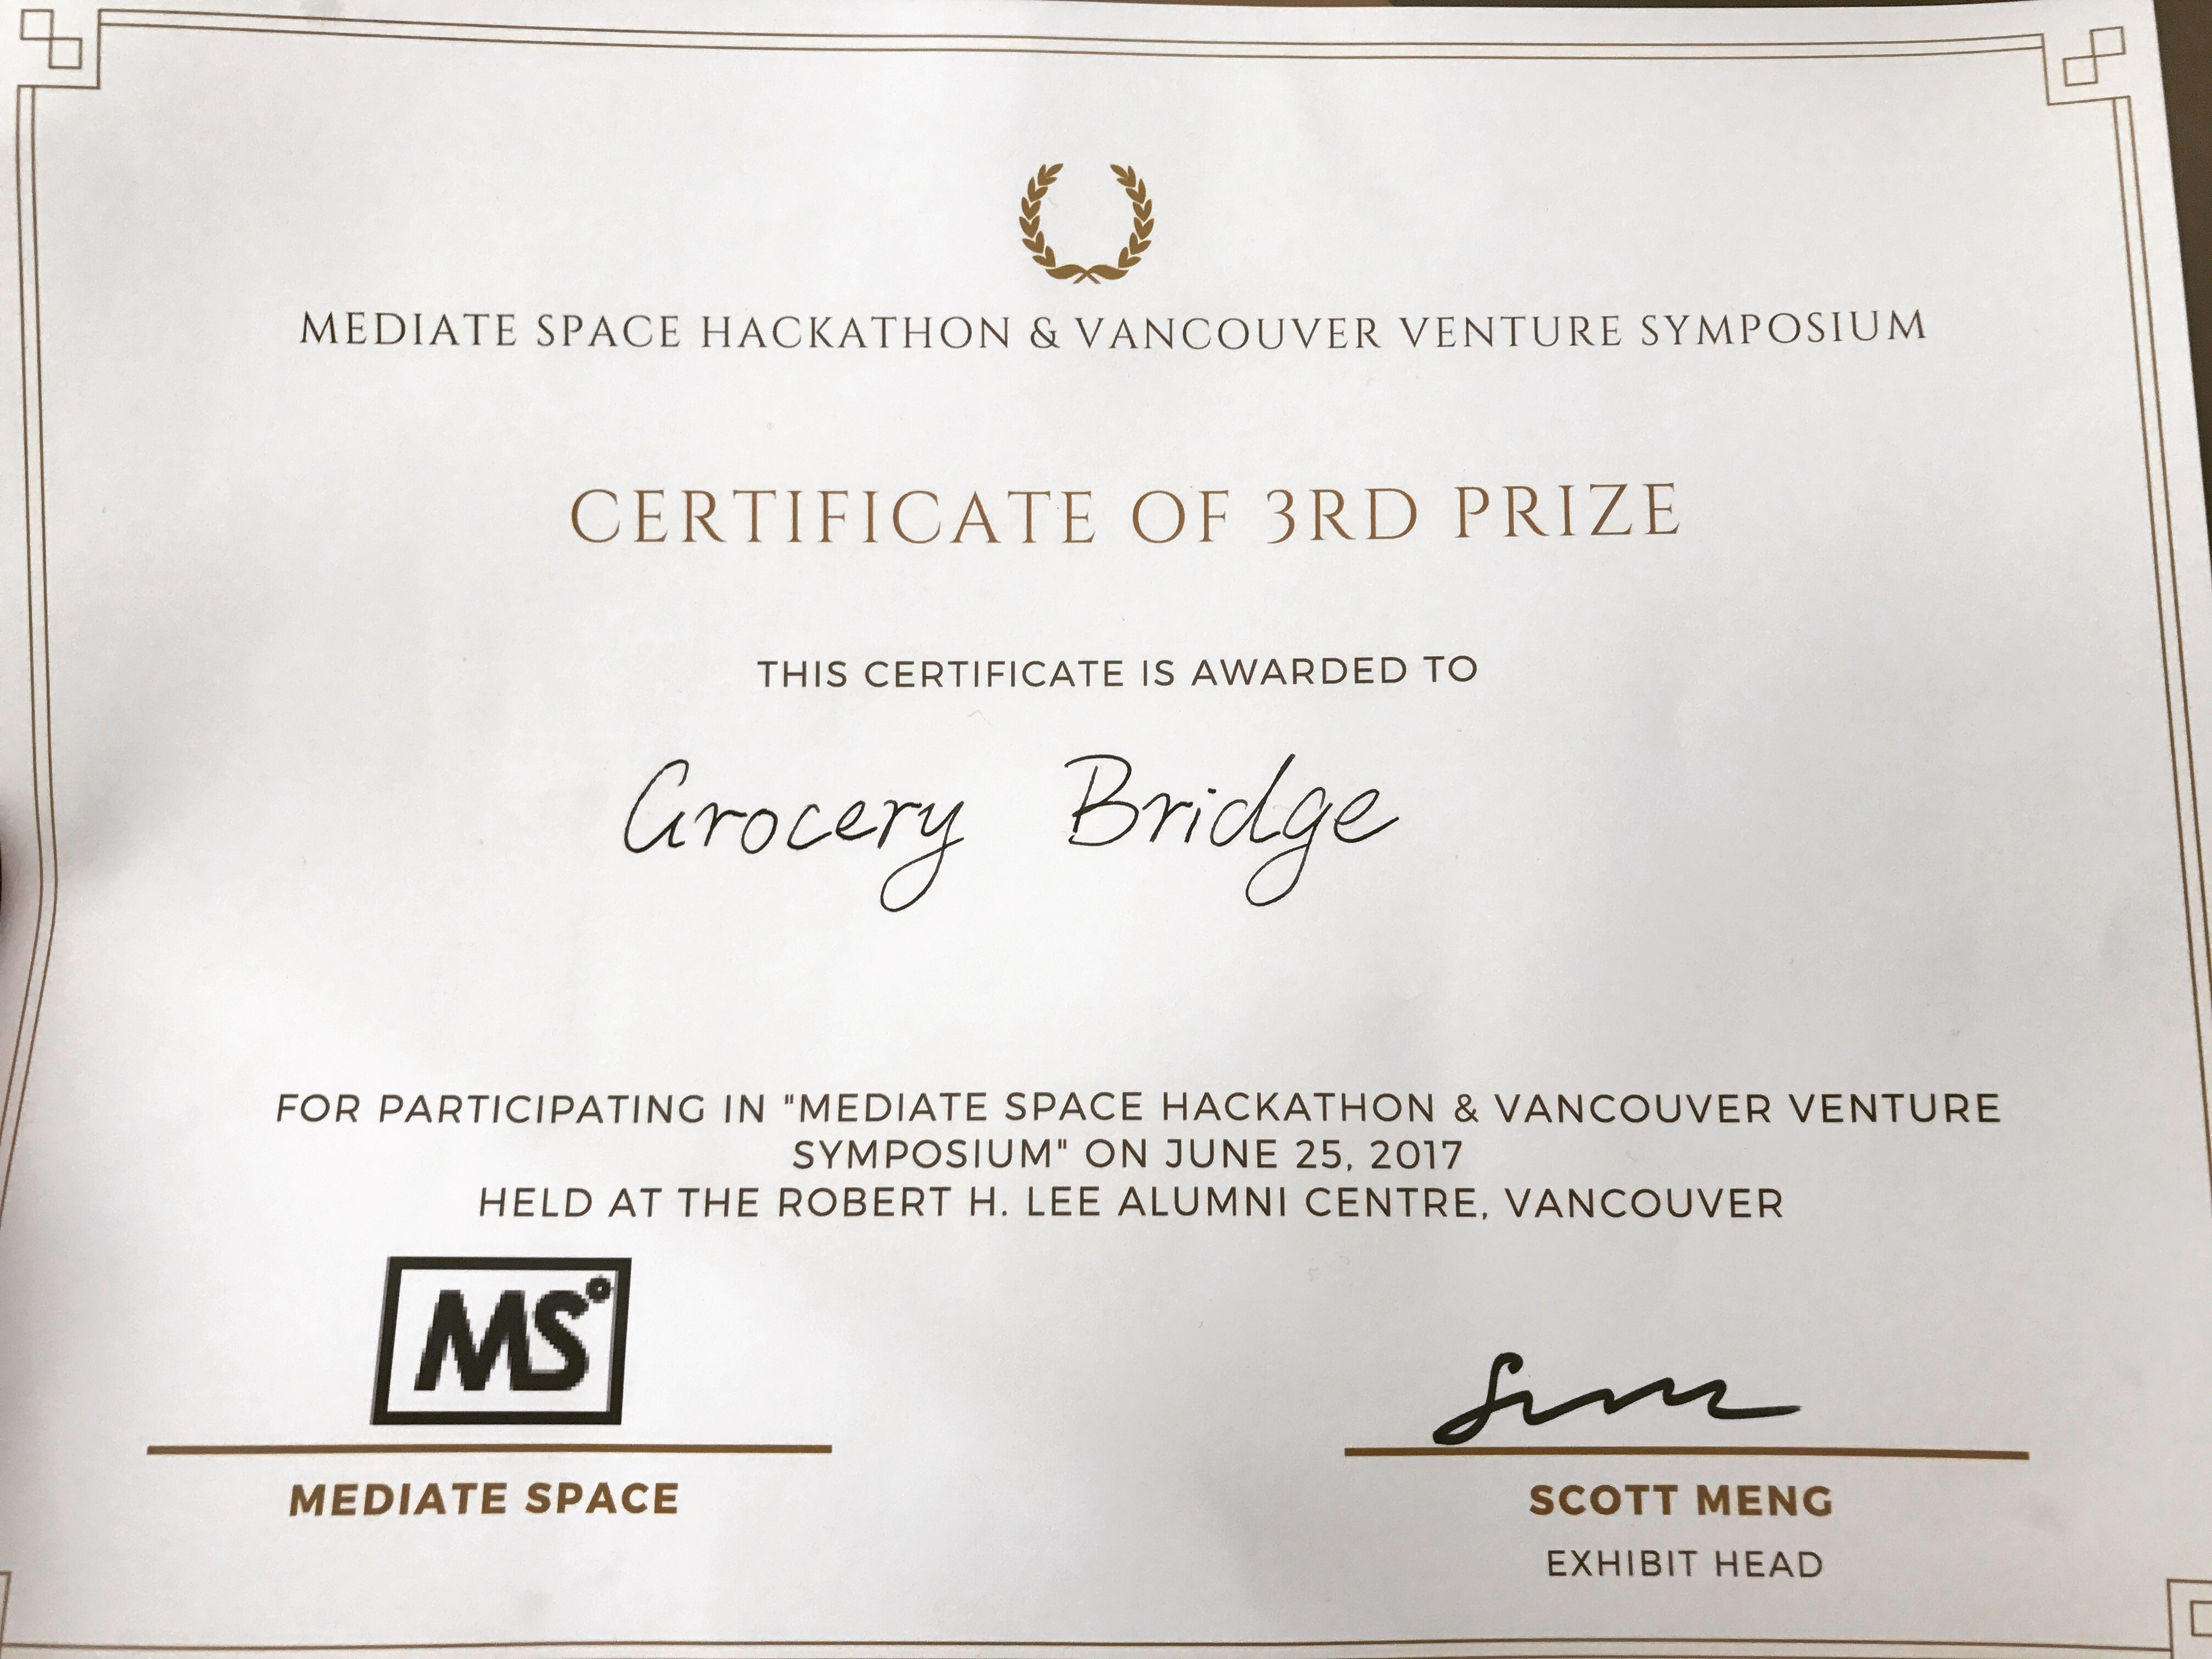 MEDIATE SPACE HACKATHON & VANCOUVER VENTURE SYMPOSIUM
CERTIFICATE OF 3RD PRIZE
THIS CERTIFICATE IS AWARDED TO
Grocery Bridge
FOR PARTICIPATING IN "MEDIATE SPACE HACKATHON & VANCOUVER VENTURE
SYMPOSIUM" ON JUNE 25, 2017
HELD AT THE ROBERT H. LEE ALUMNI CENTRE, VANCOUVER
MS°
MEDIATE SPACE
SCOTT MENG
EXHIBIT HEAD